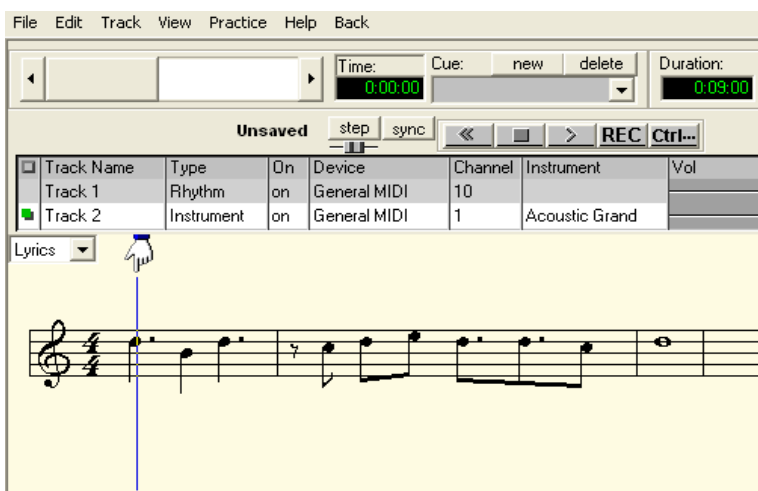 File Edit Track View Practice Help Back
Time: Cue: new delete Duration:
0:00:00 0:09:00
Unsaved step sync REC Ctrl...
Track Name Type On Device Channel Instrument Vol
Track 1 Rhythm on General MIDI 10
Track 2 Instrument on General MIDI 1 Acoustic Grand
Lyrics
4
4